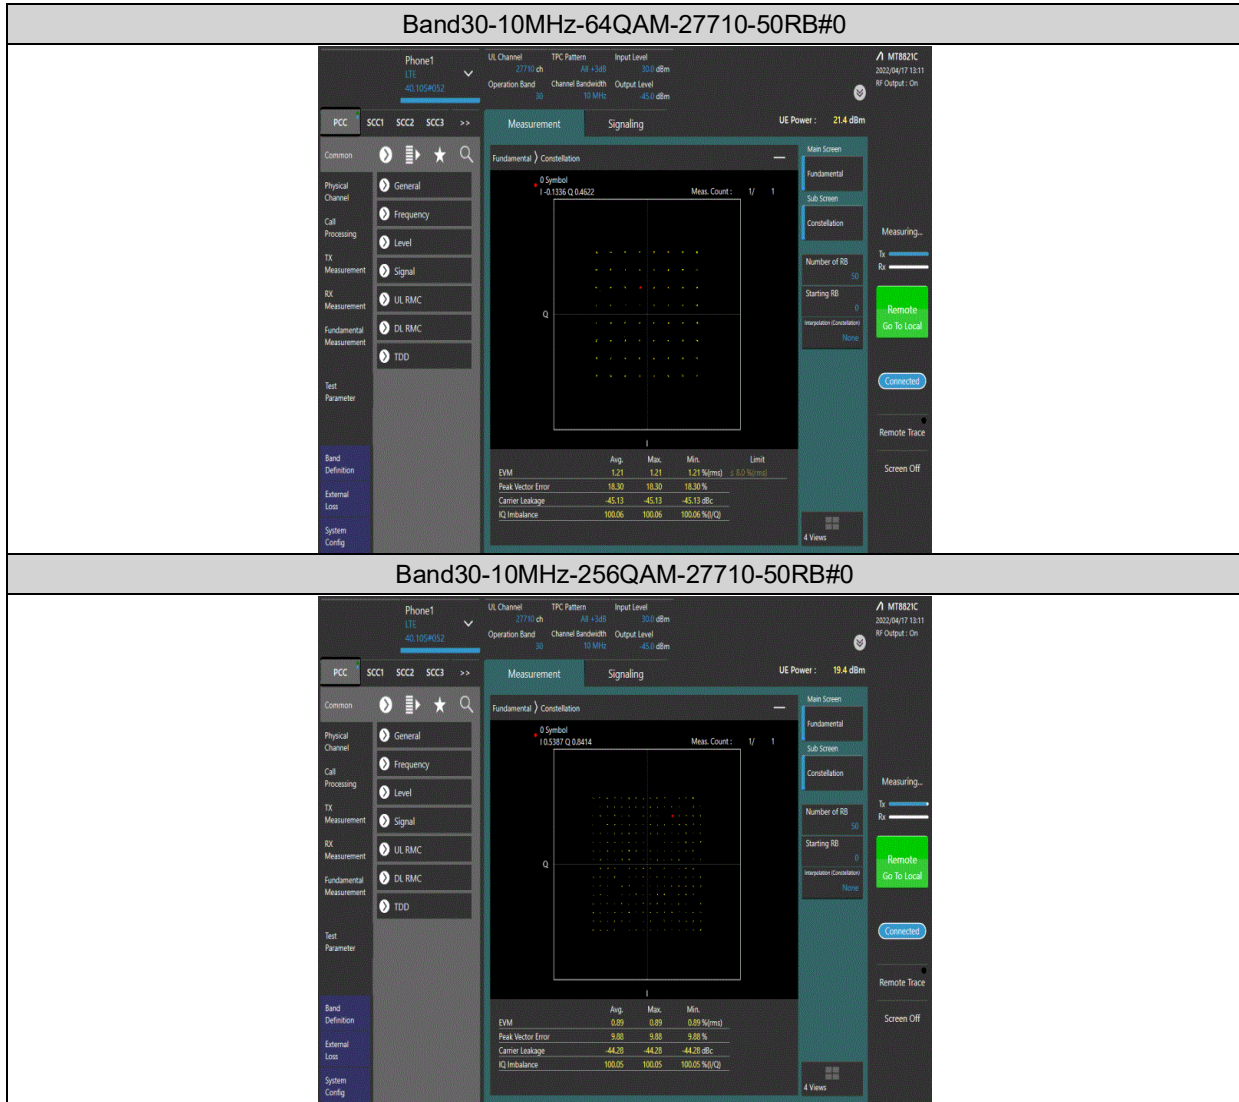 Band30-10MHz-64QAM-27710-50RB#0
Phone1
LTE
40,105#052
UL Channel TPC Pattern Input Level
27710 ch All +3dB 30.0 dBm
Operation Band Channel Bandwidth Output Level
30 10 MHz -45.0 dBm
MT8821C
2022/04/17 13:11
RF Output : On
PCC SCC1 SCC2 SCC3 >>
Measurement Signaling
UE Power : 21.4 dBm
Common
Physical Channel
Call Processing
TX Measurement
RX Measurement
Fundamental Measurement
Test Parameter
Band Definition
External Loss
System Config
General
Frequency
Level
Signal
UL RMC
DL RMC
TDD
Fundamental 〉 Constellation
0 Symbol
I -0.1336 Q 0.4622
Meas. Count : 1/ 1
Q
I
Avg. Max. Min. Limit
EVM 1.21 1.21 1.21 %(rms) ≤ 8.0 %(rms)
Peak Vector Error 18.30 18.30 18.30 %
Carrier Leakage -45.13 -45.13 -45.13 dBc
IQ Imbalance 100.06 100.06 100.06 %(I/Q)
Main Screen
Fundamental
Sub Screen
Constellation
Number of RB
50
Starting RB
0
Interpolation (Constellation)
None
4 Views
Measuring...
Tx
Rx
Remote
Go To Local
Connected
Remote Trace
Screen Off
Band30-10MHz-256QAM-27710-50RB#0
Phone1
LTE
40,105#052
UL Channel TPC Pattern Input Level
27710 ch All +3dB 30.0 dBm
Operation Band Channel Bandwidth Output Level
30 10 MHz -45.0 dBm
MT8821C
2022/04/17 13:11
RF Output : On
PCC SCC1 SCC2 SCC3 >>
Measurement Signaling
UE Power : 19.4 dBm
Common
Physical Channel
Call Processing
TX Measurement
RX Measurement
Fundamental Measurement
Test Parameter
Band Definition
External Loss
System Config
General
Frequency
Level
Signal
UL RMC
DL RMC
TDD
Fundamental 〉 Constellation
0 Symbol
I 0.5387 Q 0.8414
Meas. Count : 1/ 1
Q
I
Avg. Max. Min.
EVM 0.89 0.89 0.89 %(rms)
Peak Vector Error 9.88 9.88 9.88 %
Carrier Leakage -44.28 -44.28 -44.28 dBc
IQ Imbalance 100.05 100.05 100.05 %(I/Q)
Main Screen
Fundamental
Sub Screen
Constellation
Number of RB
50
Starting RB
0
Interpolation (Constellation)
None
4 Views
Measuring...
Tx
Rx
Remote
Go To Local
Connected
Remote Trace
Screen Off